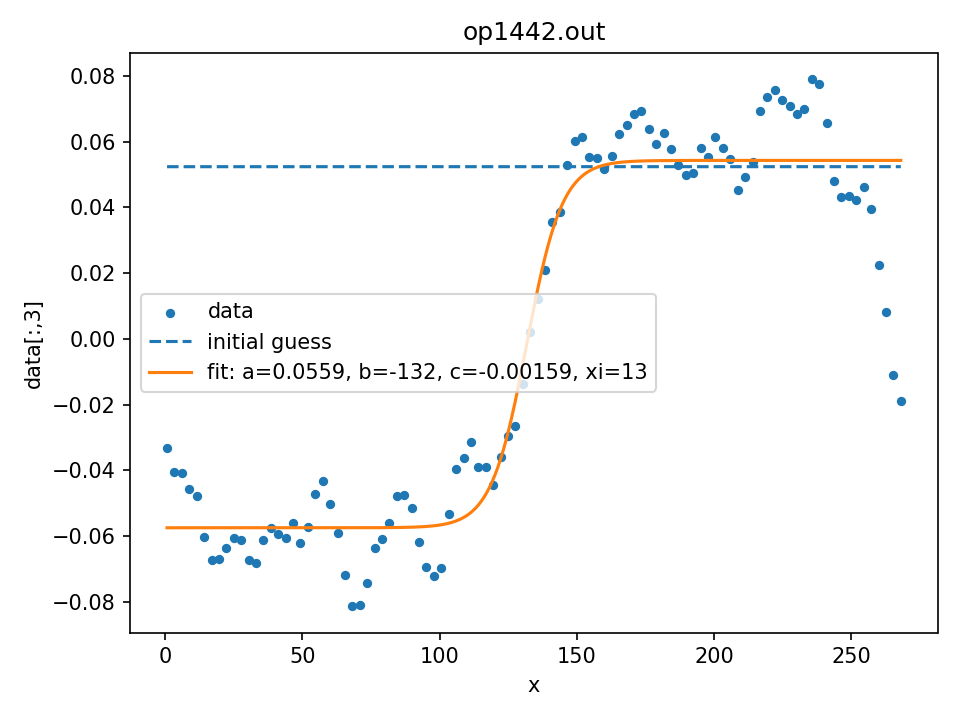 op1442.out
0.08
0.06
0.04
0.02
0.00
−0.02
−0.04
−0.06
−0.08
data[:,3]
data
initial guess
fit: a=0.0559, b=-132, c=-0.00159, xi=13
0 50 100 150 200 250
x